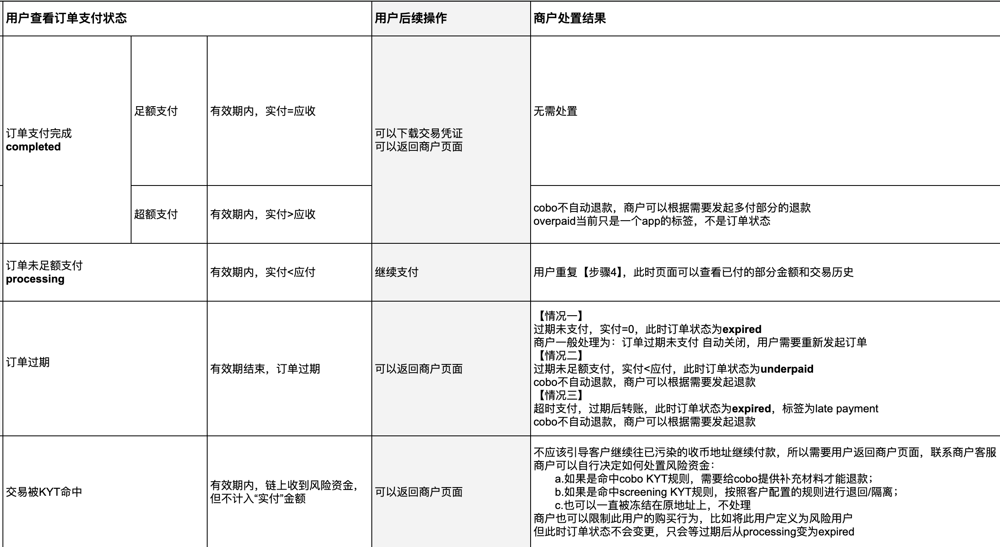 用户查看订单支付状态
用户后续操作
商户处置结果
订单支付完成
completed
足额支付
有效期内，实付=应收
可以下载交易凭证
可以返回商户页面
无需处置
超额支付
有效期内，实付>应收
cobo不自动退款，商户可以根据需要发起多付部分的退款
overpaid当前只是一个app的标签，不是订单状态
订单未足额支付
processing
有效期内，实付<应付
继续支付
用户重复【步骤4】，此时页面可以查看已付的部分金额和交易历史
订单过期
有效期结束，订单过期
可以返回商户页面
【情况一】
过期未支付，实付=0，此时订单状态为expired
商户一般处理为：订单过期未支付 自动关闭，用户需要重新发起订单
【情况二】
过期未足额支付，实付<应付，此时订单状态为underpaid
cobo不自动退款，商户可以根据需要发起退款
【情况三】
超时支付，过期后转账，此时订单状态为expired，标签为late payment
cobo不自动退款，商户可以根据需要发起退款
交易被KYT命中
有效期内，链上收到风险资金，
但不计入“实付”金额
可以返回商户页面
不应该引导客户继续往已污染的收币地址继续付款，所以需要用户返回商户页面，联系商户客服
商户可以自行决定如何处置风险资金：
a.如果是命中cobo KYT规则，需要给cobo提供补充材料才能退款；
b.如果是命中screening KYT规则，按照客户配置的规则进行退回/隔离；
c.也可以一直被冻结在原地址上，不处理
商户也可以限制此用户的购买行为，比如将此用户定义为风险用户
但此时订单状态不会变更，只会等过期后从processing变为expired